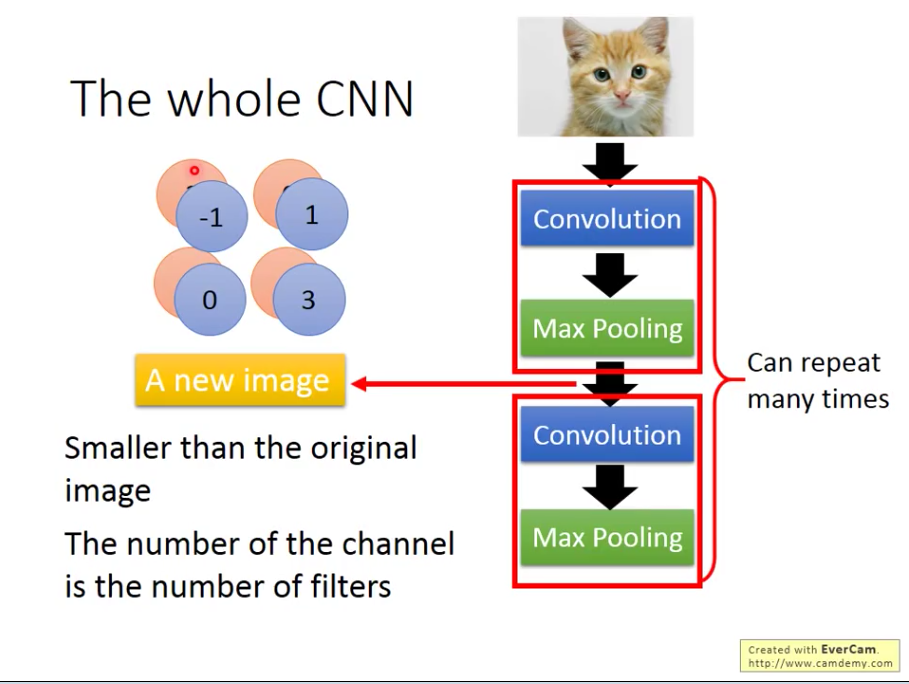 The whole CNN
-1
1
0
3
A new image
Smaller than the original
image
The number of the channel
is the number of filters
Convolution
Max Pooling
Convolution
Max Pooling
Can repeat
many times
Created with EverCam.
http://www.camdemy.com